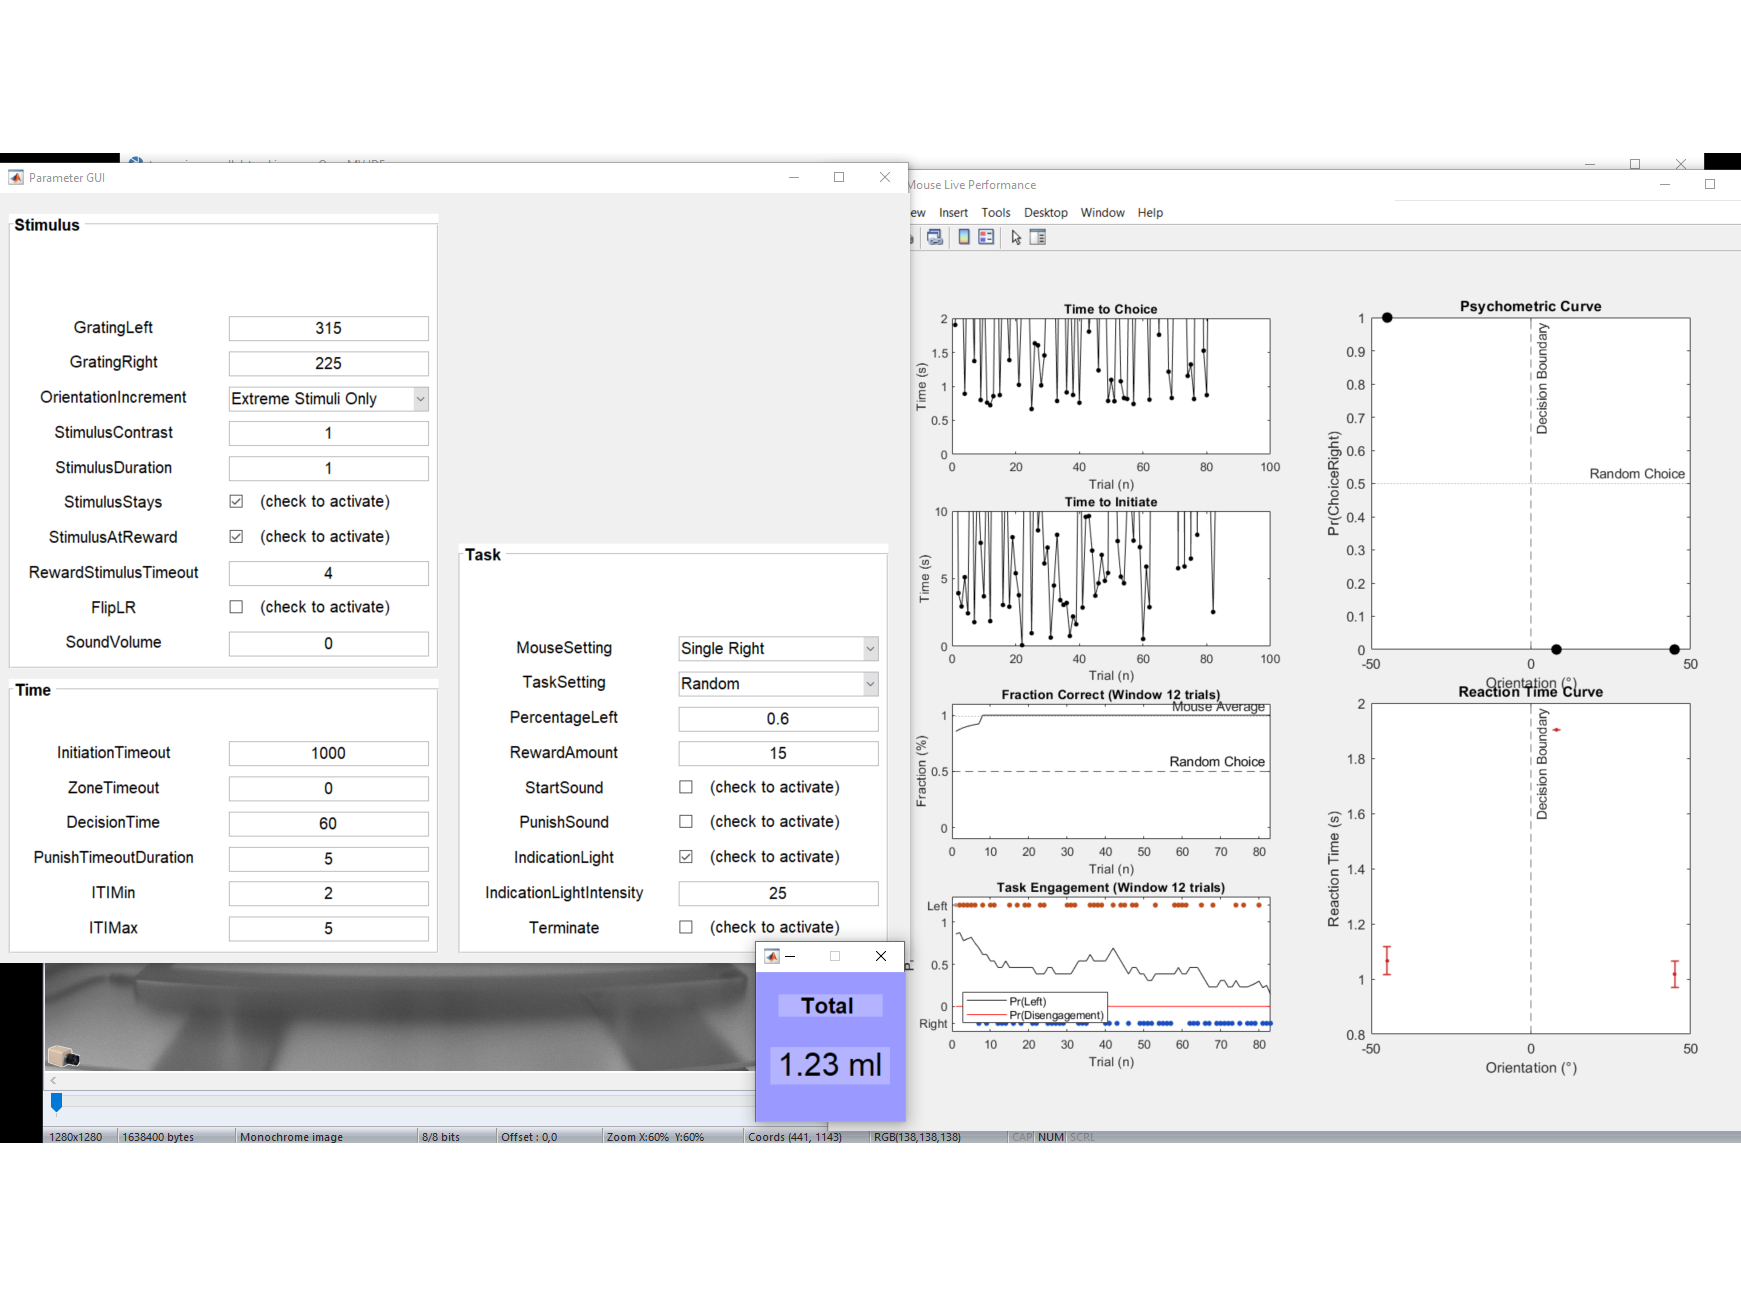 Parameter GUI
Stimulus
GratingLeft 315
GratingRight 225
OrientationIncrement Extreme Stimuli Only
StimulusContrast 1
StimulusDuration 1
StimulusStays (check to activate)
StimulusAtReward (check to activate)
RewardStimulusTimeout 4
FlipLR (check to activate)
SoundVolume 0
Time
InitiationTimeout 1000
ZoneTimeout 0
DecisionTime 60
PunishTimeoutDuration 5
ITIMin 2
ITIMax 5
Task
MouseSetting Single Right
TaskSetting Random
PercentageLeft 0.6
RewardAmount 15
StartSound (check to activate)
PunishSound (check to activate)
IndicationLight (check to activate)
IndicationLightIntensity 25
Terminate (check to activate)
Total
1.23 ml
Mouse Live Performance
ew Insert Tools Desktop Window Help
Time to Choice
Time (s)
2
1.5
1
0.5
0
0 20 40 60 80 100
Trial (n)
Time to Initiate
Time (s)
10
5
0
0 20 40 60 80 100
Trial (n)
Fraction Correct (Window 12 trials)
Mouse Average
Random Choice
Fraction (%)
1
0.5
0
0 10 20 30 40 50 60 70 80
Trial (n)
Task Engagement (Window 12 trials)
Left
1
0.5
0
Right
Pr(Left)
Pr(Disengagement)
0 10 20 30 40 50 60 70 80
Trial (n)
Psychometric Curve
Decision Boundary
Random Choice
Pr(ChoiceRight)
1
0.9
0.8
0.7
0.6
0.5
0.4
0.3
0.2
0.1
0
-50 0 50
Orientation (°)
Reaction Time Curve
Decision Boundary
Reaction Time (s)
2
1.8
1.6
1.4
1.2
1
0.8
-50 0 50
Orientation (°)
1280x1280 1638400 bytes Monochrome image 8/8 bits Offset : 0,0 Zoom X:60% Y:60% Coords (441, 1143) RGB(138,138,138) CAP NUM SCRL